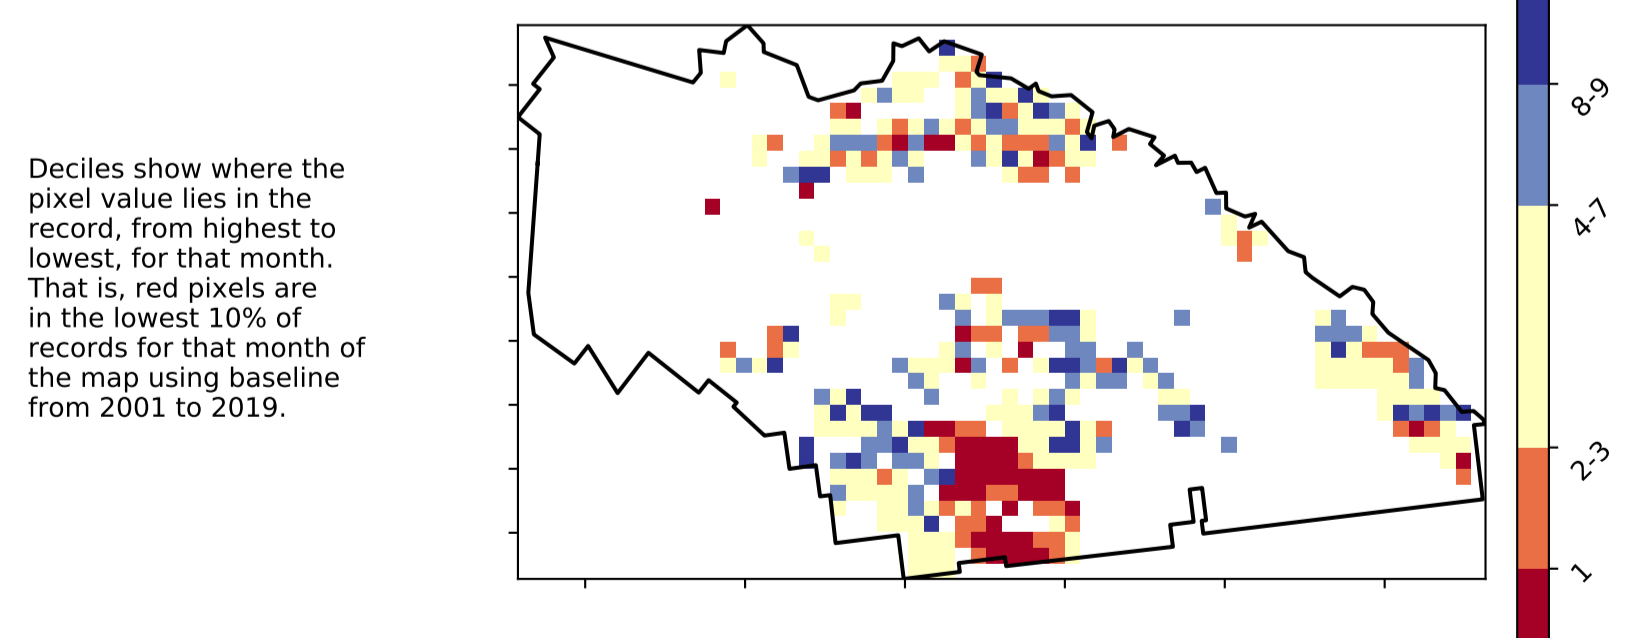 Deciles show where the
pixel value lies in the
record, from highest to
lowest, for that month.
That is, red pixels are
in the lowest 10% of
records for that month of
the map using baseline
from 2001 to 2019.
8-9
4-7
2-3
1